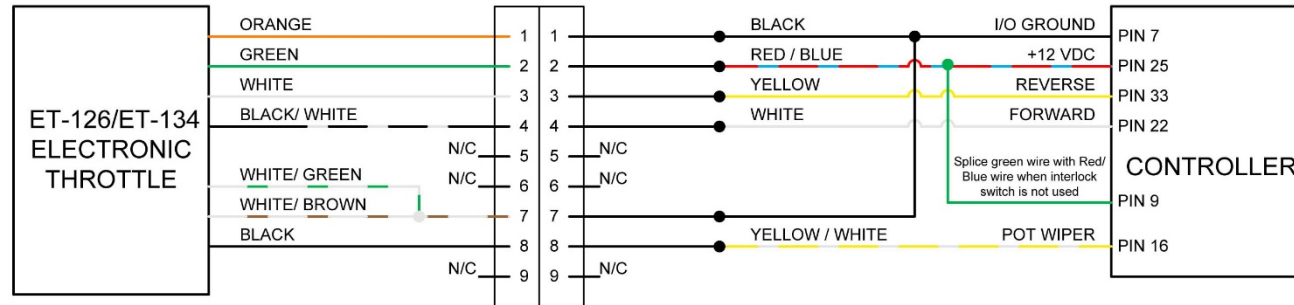 ORANGE
1 1
BLACK
I/O GROUND
PIN 7
GREEN
2 2
RED / BLUE
+12 VDC
PIN 25
WHITE
3 3
YELLOW
REVERSE
PIN 33
ET-126/ET-134
ELECTRONIC
THROTTLE
BLACK/ WHITE
4 4
WHITE
FORWARD
PIN 22
N/C 5 5 N/C
N/C 6 6 N/C
Splice green wire with Red/
Blue wire when interlock
switch is not used
CONTROLLER
WHITE/ GREEN
PIN 9
WHITE/ BROWN
7 7
BLACK
8 8
YELLOW / WHITE
POT WIPER
PIN 16
N/C 9 9 N/C